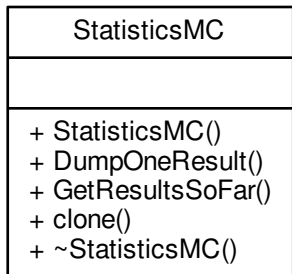 StatisticsMC
+ StatisticsMC()
+ DumpOneResult()
+ GetResultsSoFar()
+ clone()
+ ~StatisticsMC()